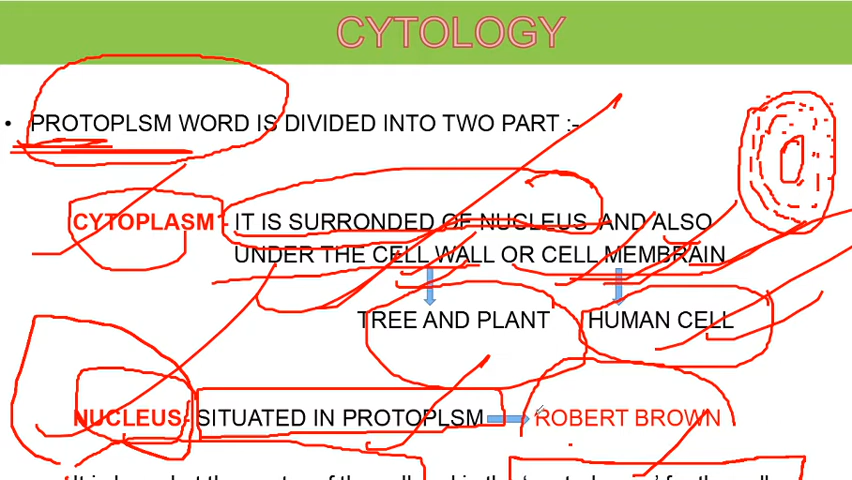 CYTOLOGY
• PROTOPLSM WORD IS DIVIDED INTO TWO PART :-
CYTOPLASM - IT IS SURRONDED OF NUCLEUS AND ALSO
UNDER THE CELL WALL OR CELL MEMBRAIN
TREE AND PLANT HUMAN CELL
NUCLEUS- SITUATED IN PROTOPLSM ROBERT BROWN